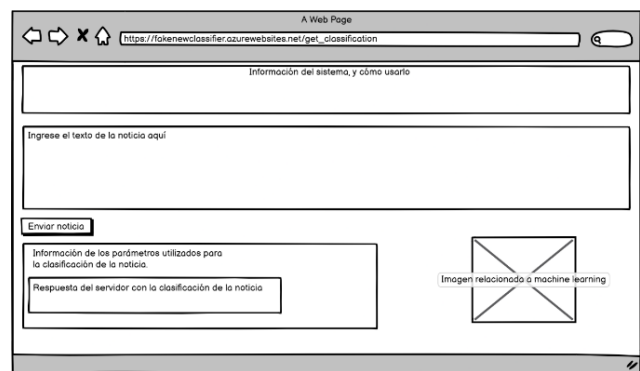 A Web Page
https://fakenewclassifier.azurewebsites.net/get_classification
Información del sistema, y cómo usarlo
Ingrese el texto de la noticia aquí
Enviar noticia
Información de los parámetros utilizados para
la clasificación de la noticia.
Respuesta del servidor con la clasificación de la noticia
Imagen relacionada a machine learning